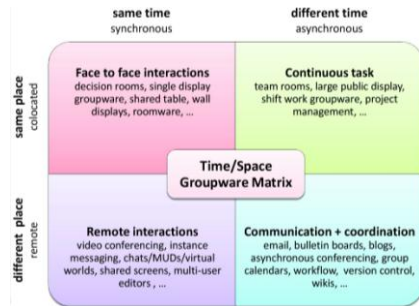 same time
synchronous
different time
asynchronous
same place
colocated
Face to face interactions
decision rooms, single display
groupware, shared table, wall
displays, roomware, ...
Continuous task
team rooms, large public display,
shift work groupware, project
management, ...
Time/Space
Groupware Matrix
different place
remote
Remote interactions
video conferencing, instance
messaging, chats/MUDs/virtual
worlds, shared screens, multi-user
editors , ...
Communication + coordination
email, bulletin boards, blogs,
asynchronous conferencing, group
calendars, workflow, version control,
wikis, ...